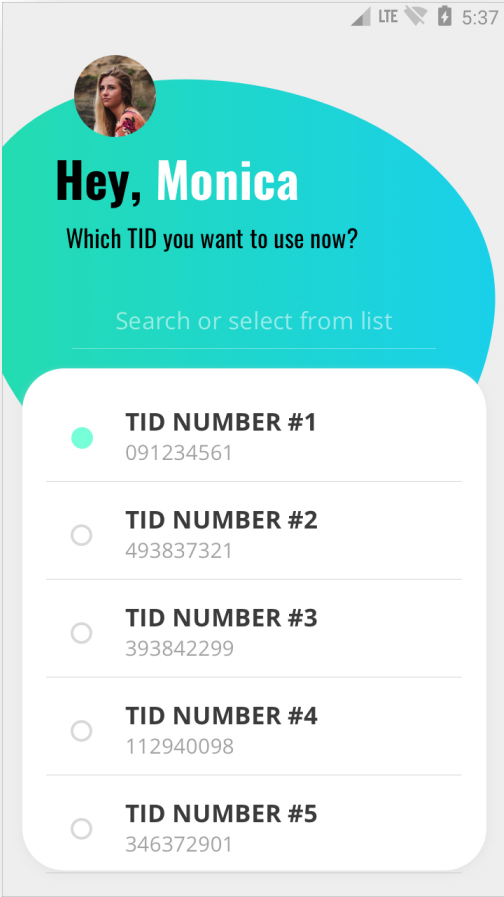 LTE 5:37
Hey, Monica
Which TID you want to use now?
Search or select from list
TID NUMBER #1
091234561
TID NUMBER #2
493837321
TID NUMBER #3
393842299
TID NUMBER #4
112940098
TID NUMBER #5
346372901